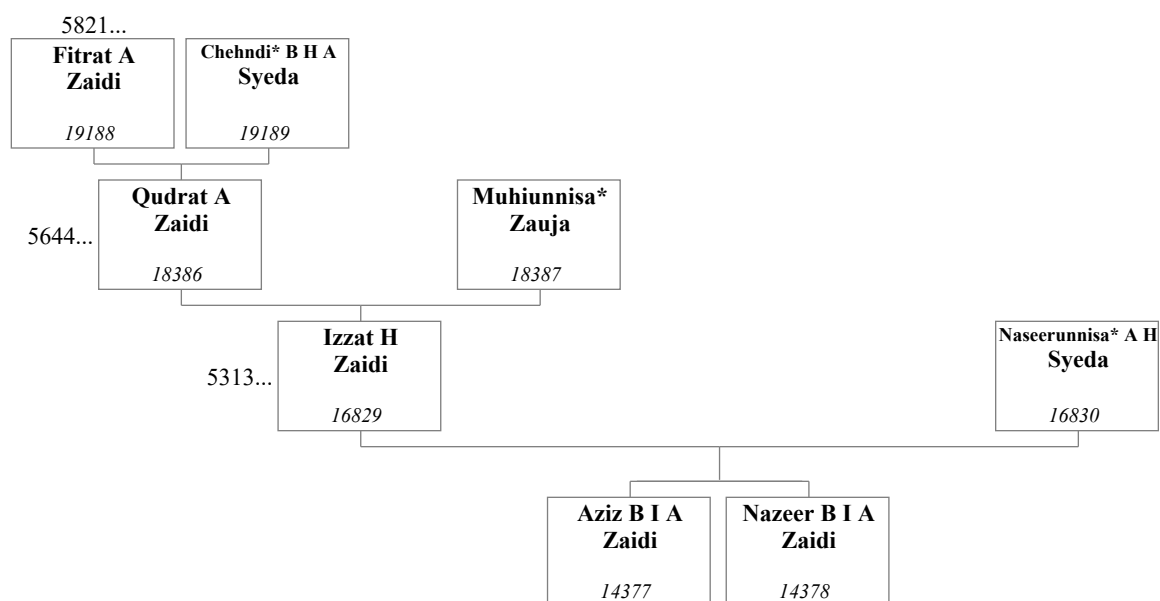 5821...
Fitrat A
Zaidi
19188
Chehndi* B H A
Syeda
19189
Qudrat A
Zaidi
5644...
18386
Muhiunnisa*
Zauja
18387
Izzat H
Zaidi
5313...
16829
Naseerunnisa* A H
Syeda
16830
Aziz B I A
Zaidi
14377
Nazeer B I A
Zaidi
14378